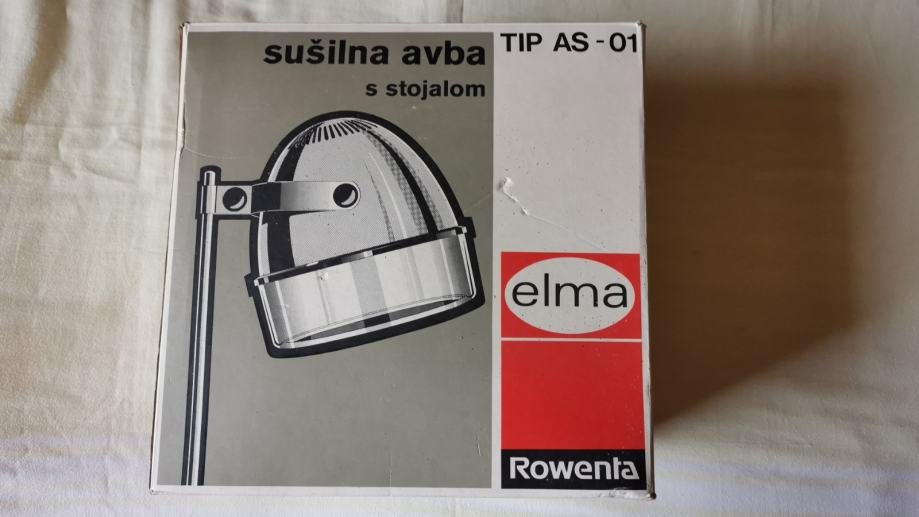 sušilna avba
s stojalom
TIP AS-01
elma
Rowenta